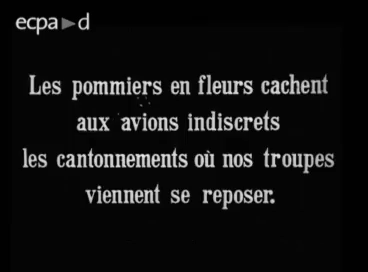 ecpa►d
Les pommiers en fleurs cachent
aux avions indiscrets
les cantonnements où nos troupes
viennent se reposer.